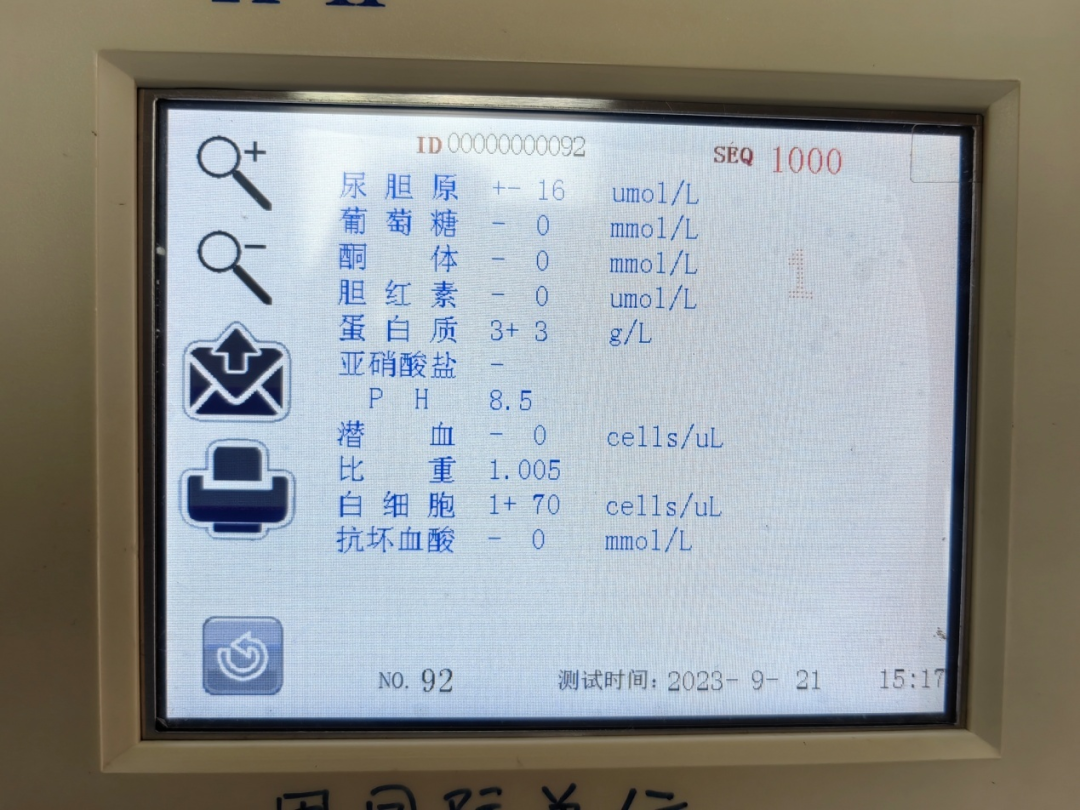 ID 00000000092 SEQ 1000
尿胆原 +- 16 umol/L
葡萄糖 - 0 mmol/L
酮体 - 0 mmol/L
1
胆红素 - 0 umol/L
蛋白质 3+ 3 g/L
亚硝酸盐 -
PH 8.5
潜血 - 0 cells/uL
比重 1.005
白细胞 1+ 70 cells/uL
抗坏血酸 - 0 mmol/L
NO. 92 测试时间: 2023- 9- 21 15:17